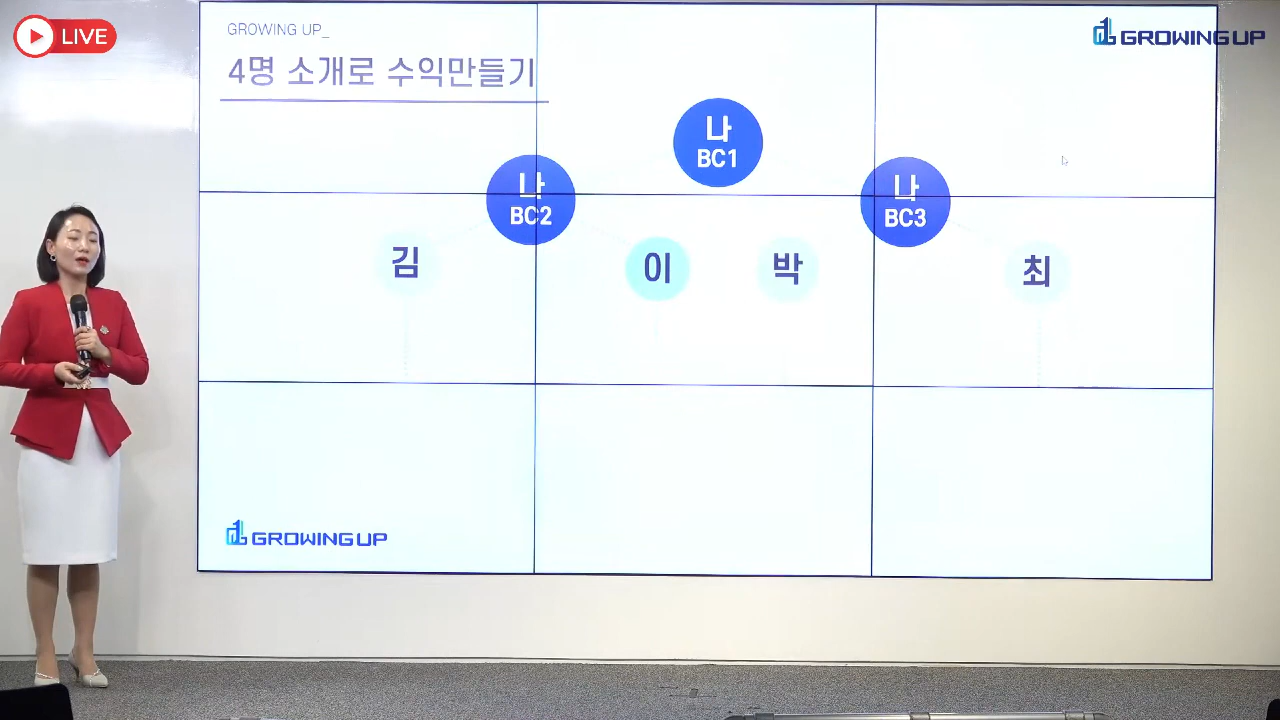 LIVE
GROWING UP_
GROWING UP
4명 소개로 수익만들기
나
BC1
나
BC2
나
BC3
김
이
박
최
GROWING UP